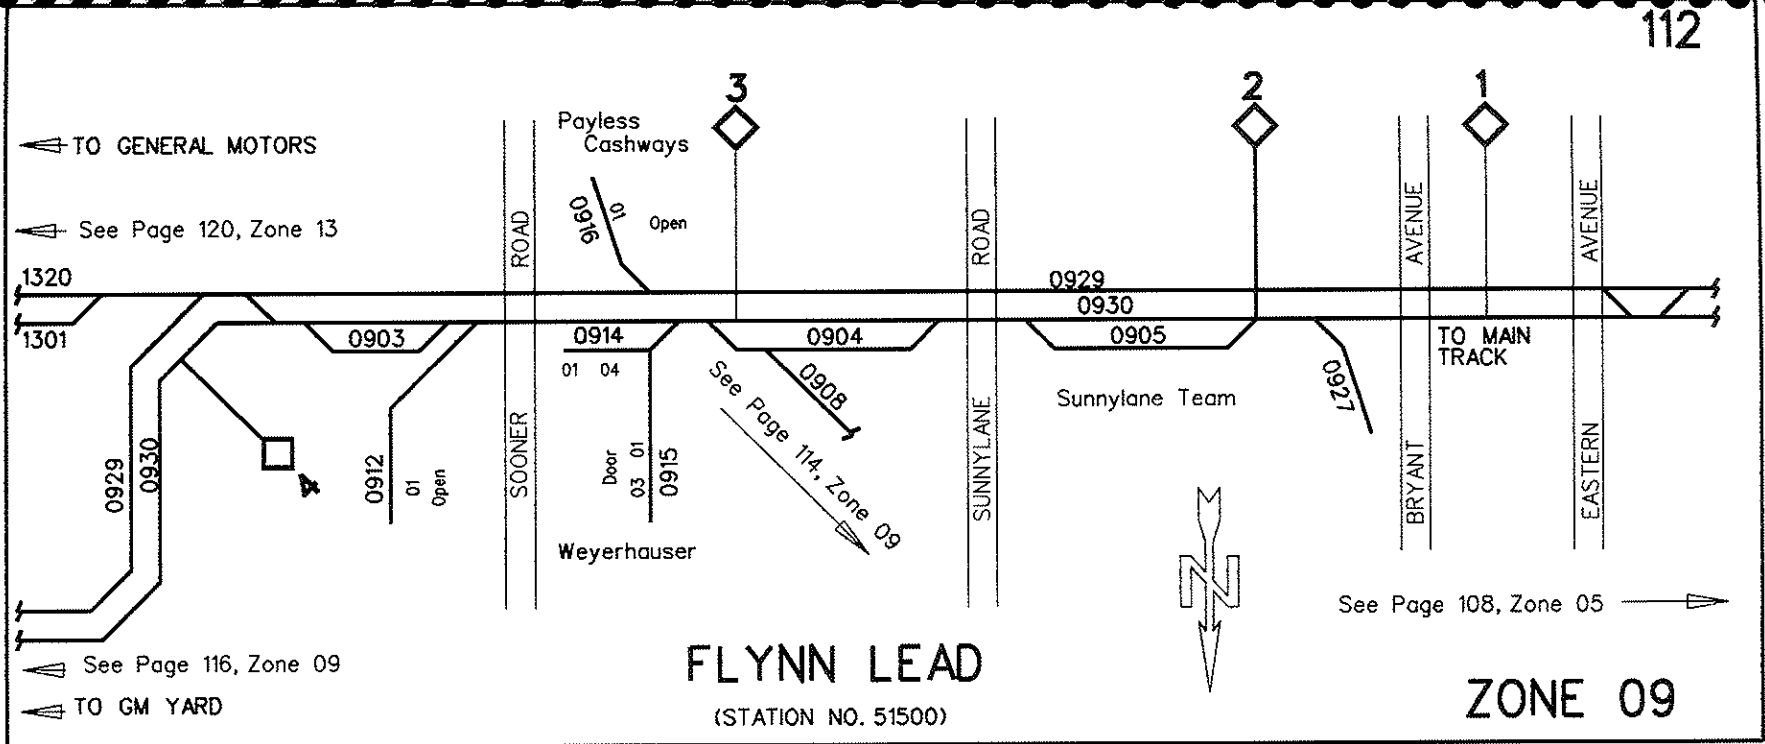 112
3
2
1
Payless
Cashways
TO GENERAL MOTORS
See Page 120, Zone 13
0916
01
Open
ROAD
ROAD
AVENUE
AVENUE
1320
0929
0930
1301
0903
0914
0904
0905
TO MAIN
TRACK
01 04
0908
0927
See Page 114, Zone 09
Sunnylane Team
0929
0930
4
0912
01
Open
SOONER
Door
03 01
0915
SUNNYLANE
BRYANT
EASTERN
Weyerhauser
N
See Page 108, Zone 05
See Page 116, Zone 09
TO GM YARD
FLYNN LEAD
(STATION NO. 51500)
ZONE 09